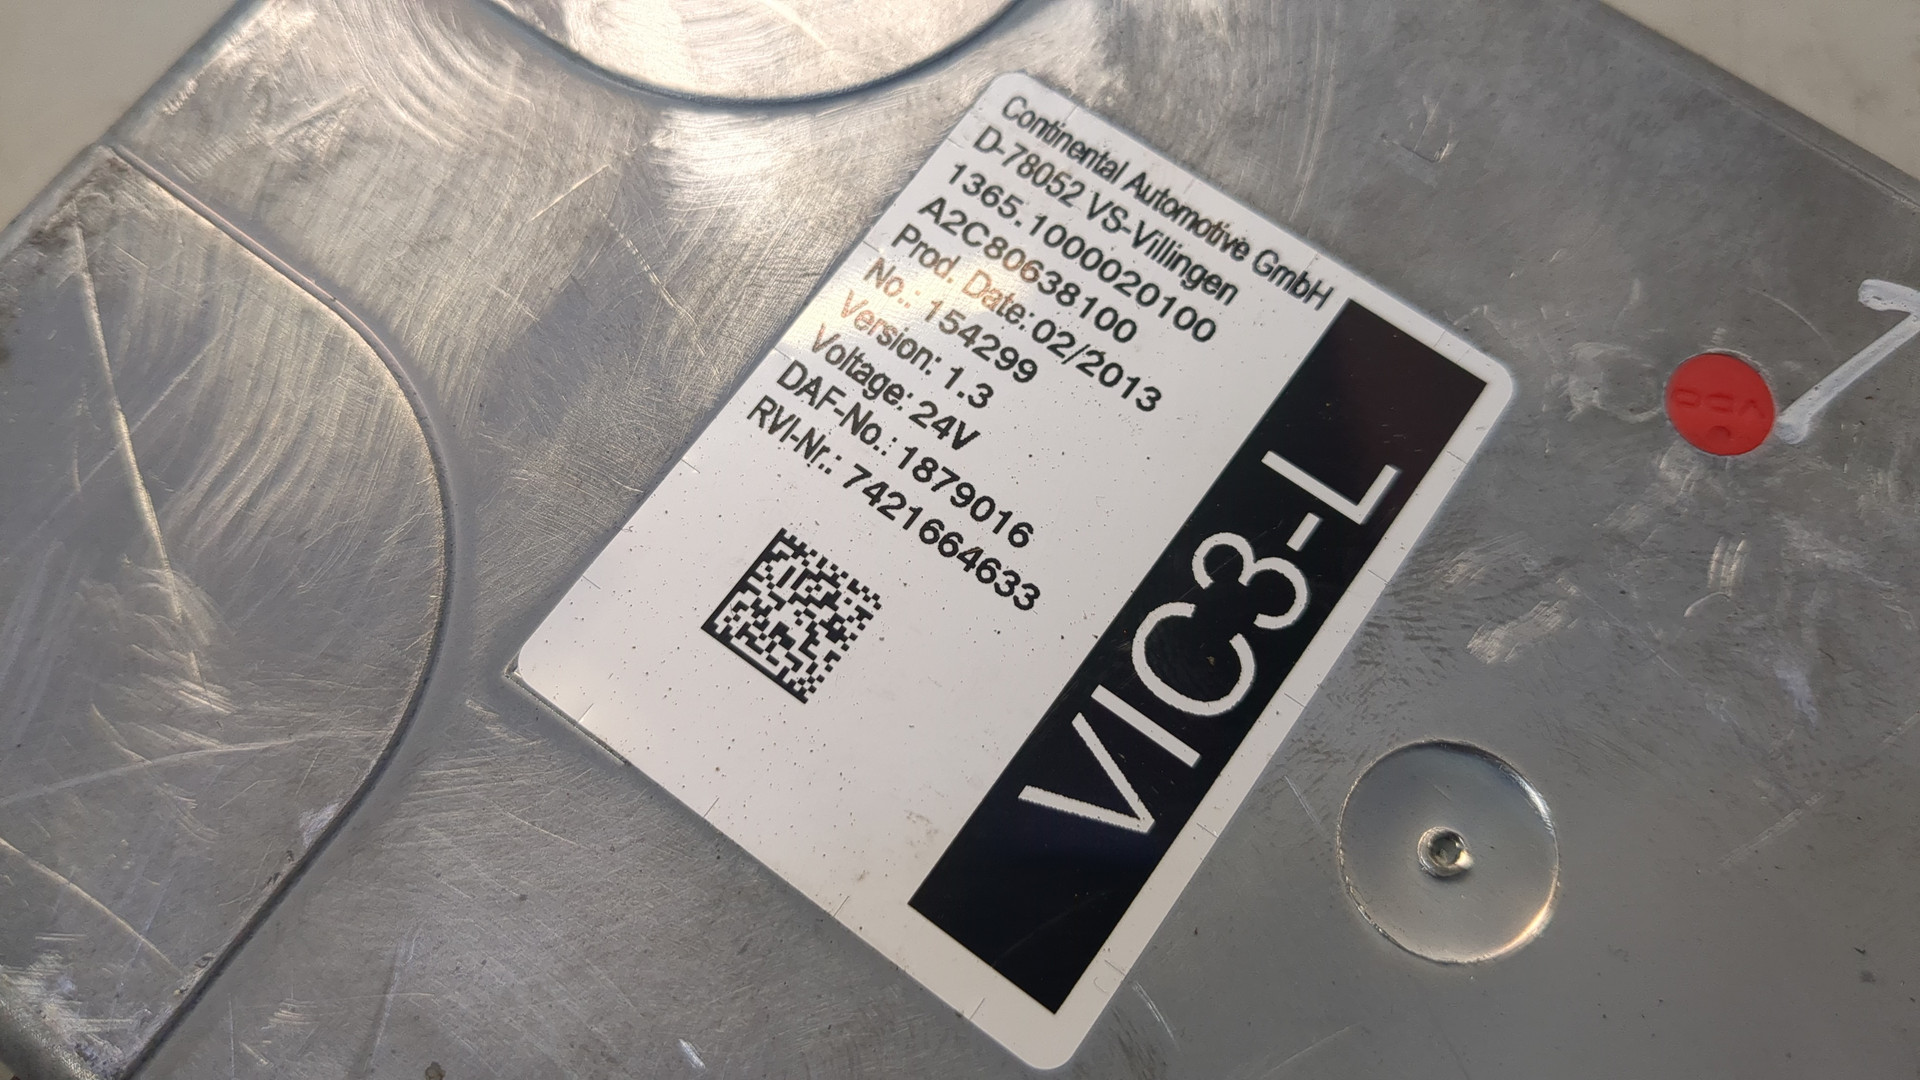 Continental Automotive GmbH
D-78052 VS-Villingen
1365.1000020100
A2C80638100
Prod. Date: 02/2013
No.: 154299
Version: 1.3
Voltage: 24V
DAF-No.: 1879016
RVI-Nr.: 7421664633
VIC3-L
VDO